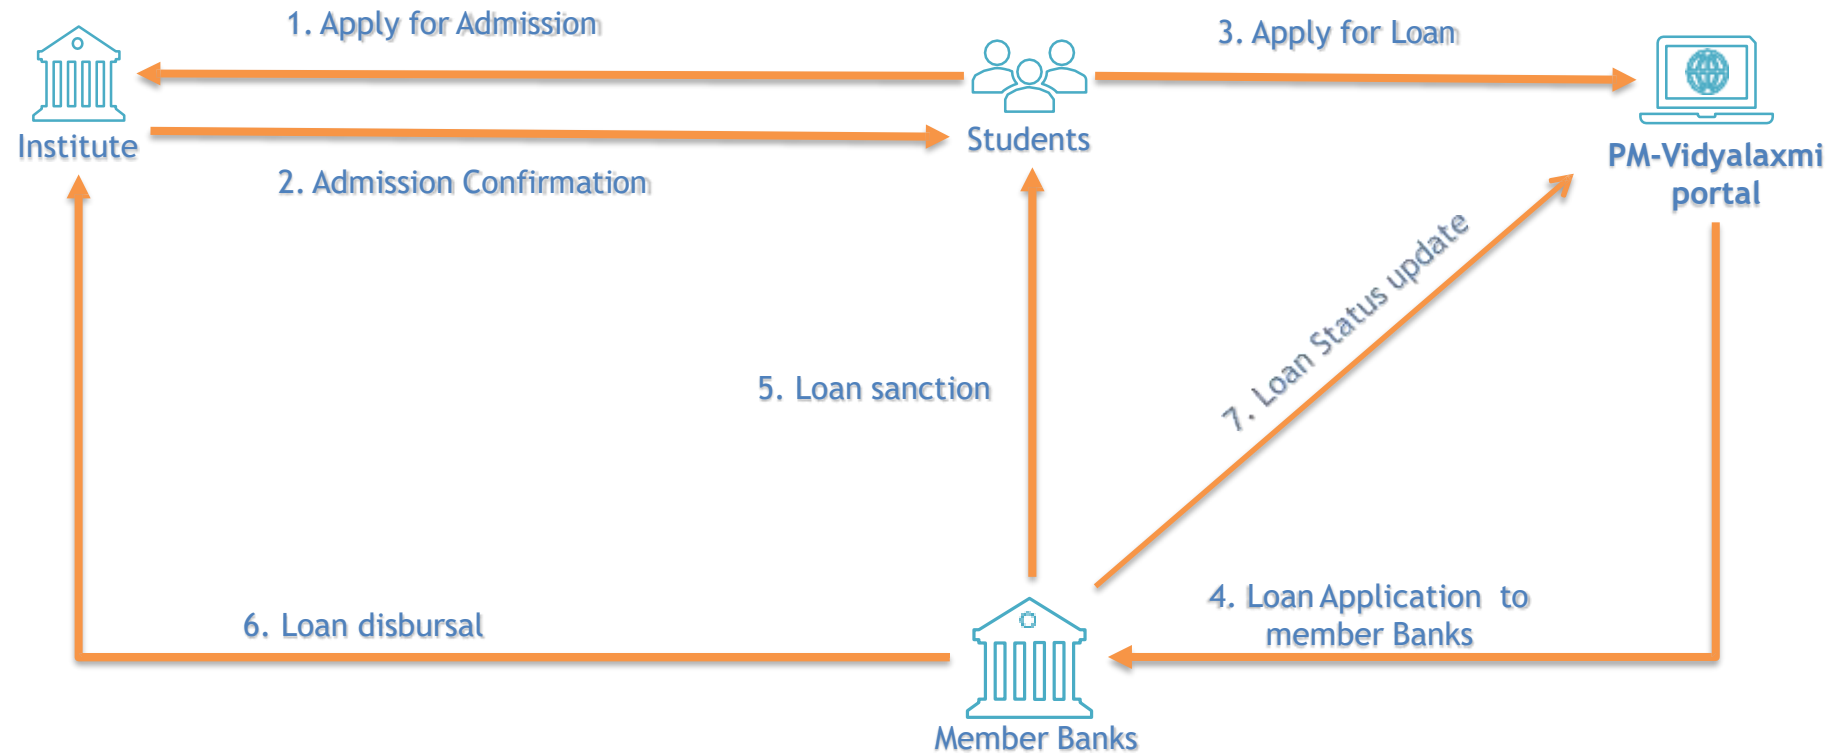 1. Apply for Admission
3. Apply for Loan
Institute
Students
PM-Vidyalaxmi
portal
2. Admission Confirmation
7. Loan Status update
5. Loan sanction
4. Loan Application to
member Banks
6. Loan disbursal
Member Banks